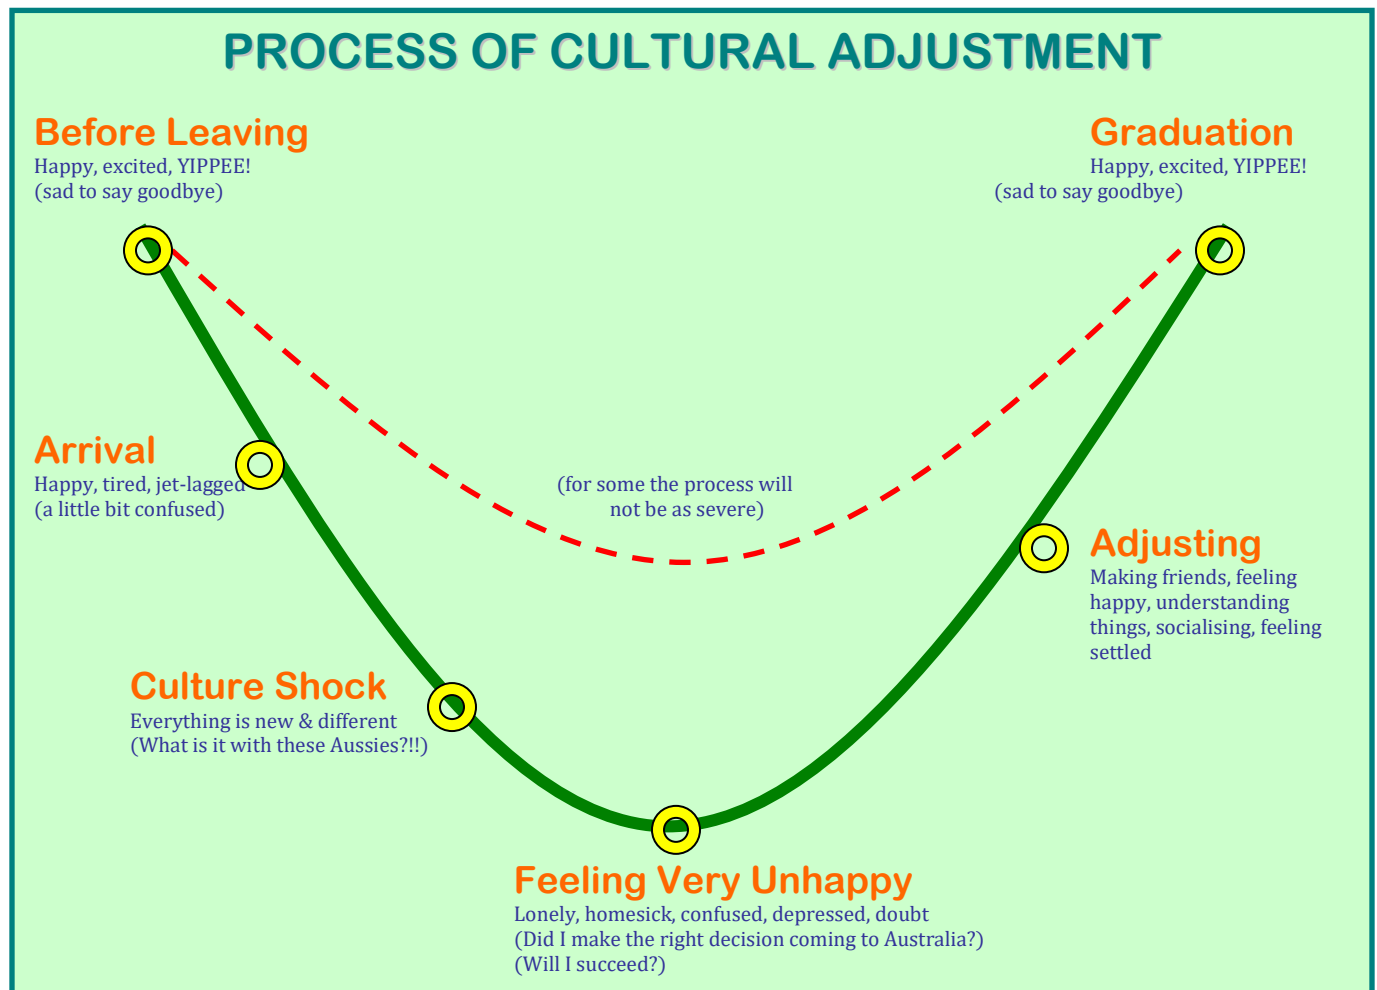 PROCESS OF CULTURAL ADJUSTMENT
Before Leaving
Happy, excited, YIPPEE!
(sad to say goodbye)
Graduation
Happy, excited, YIPPEE!
(sad to say goodbye)
Arrival
Happy, tired, jet-lagged
(a little bit confused)
(for some the process will
not be as severe)
Adjusting
Making friends, feeling
happy, understanding
things, socialising, feeling
settled
Culture Shock
Everything is new & different
(What is it with these Aussies?!!)
Feeling Very Unhappy
Lonely, homesick, confused, depressed, doubt
(Did I make the right decision coming to Australia?)
(Will I succeed?)